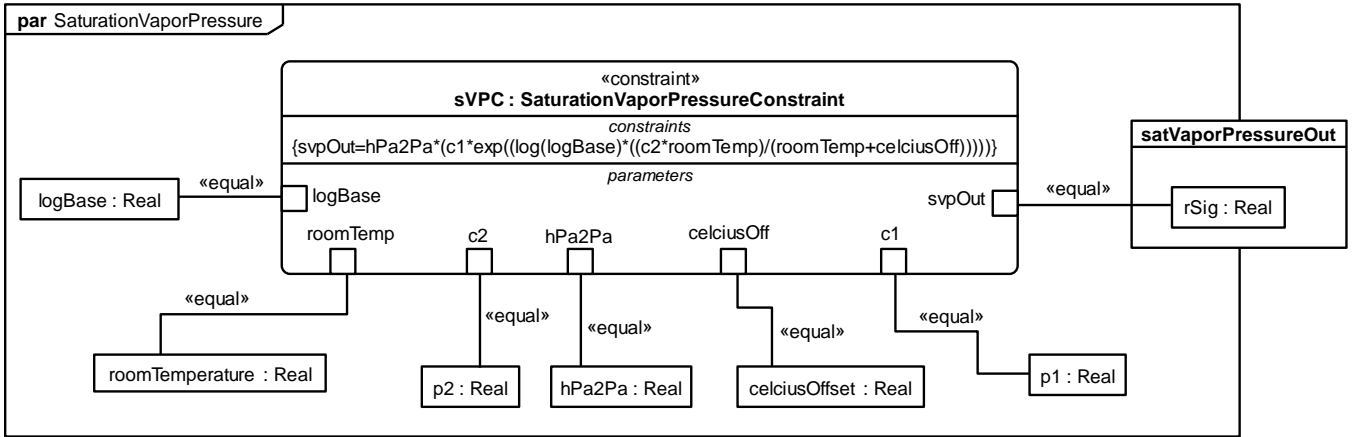 par SaturationVaporPressure
«constraint»
sVPC : SaturationVaporPressureConstraint
constraints
{svpOut=hPa2Pa*(c1*exp((log(logBase)*((c2*roomTemp)/(roomTemp+celciusOff)))))}
parameters
satVaporPressureOut
logBase : Real
«equal»
logBase
svpOut
«equal»
rSig : Real
roomTemp
c2
hPa2Pa
celciusOff
c1
«equal»
«equal»
«equal»
«equal»
«equal»
roomTemperature : Real
p2 : Real
hPa2Pa : Real
celciusOffset : Real
p1 : Real